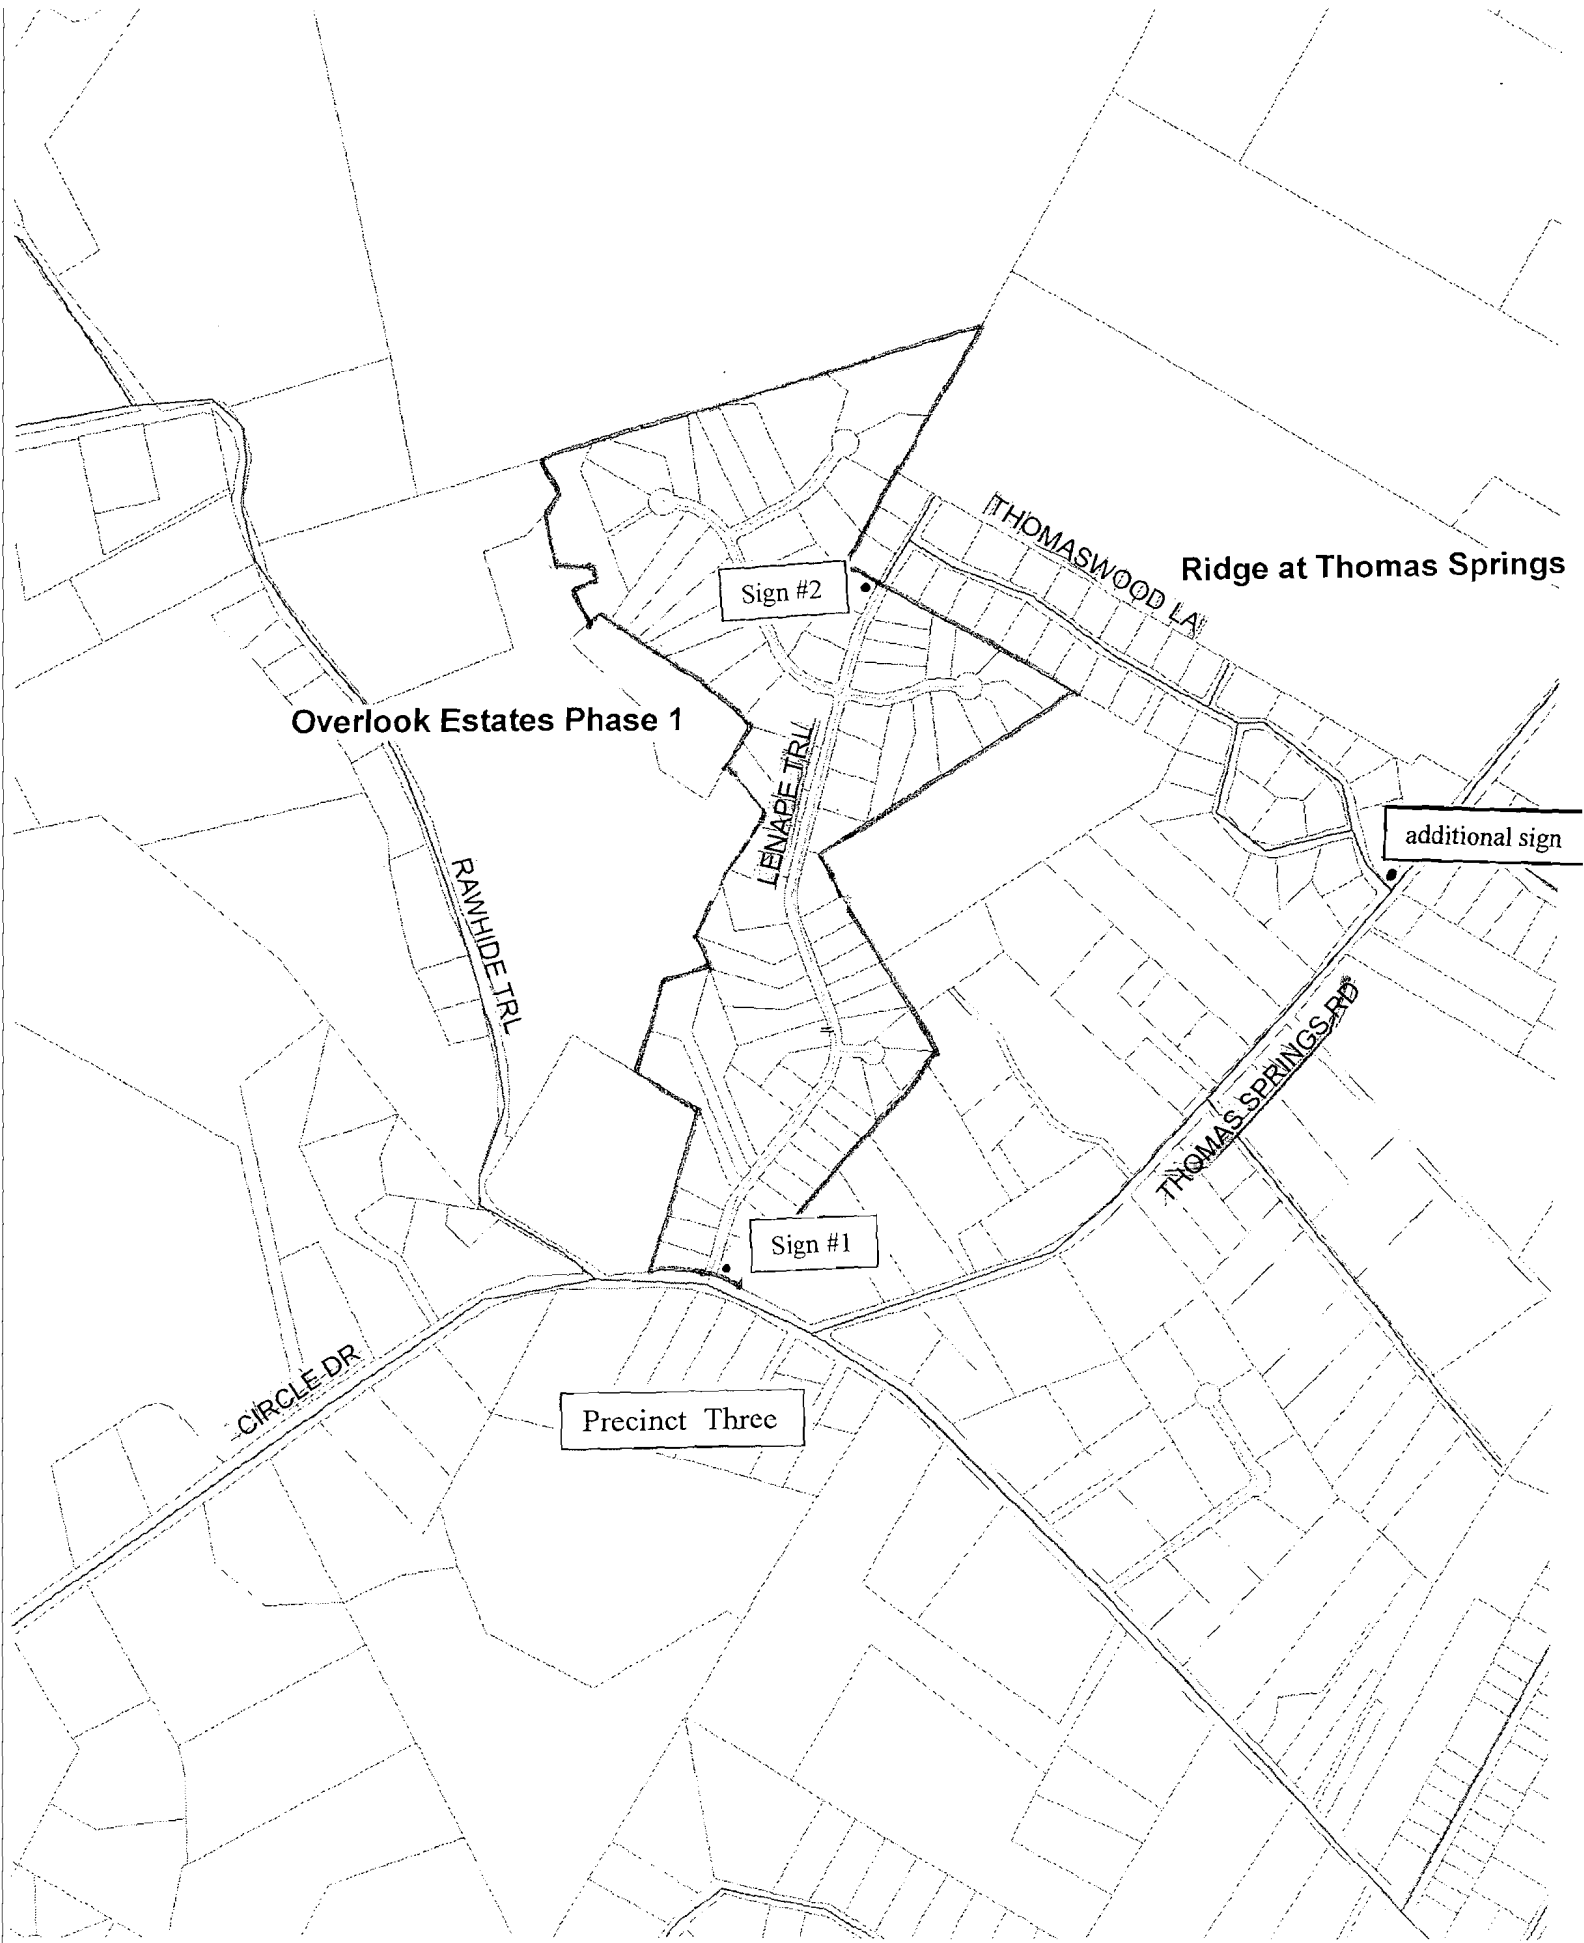 THOMASWOOD LA
Ridge at Thomas Springs
Sign #2
Overlook Estates Phase 1
LENAPE TRL
additional sign
RAWHIDE TRL
THOMAS SPRINGS RD
Sign #1
CIRCLE DR
Precinct Three